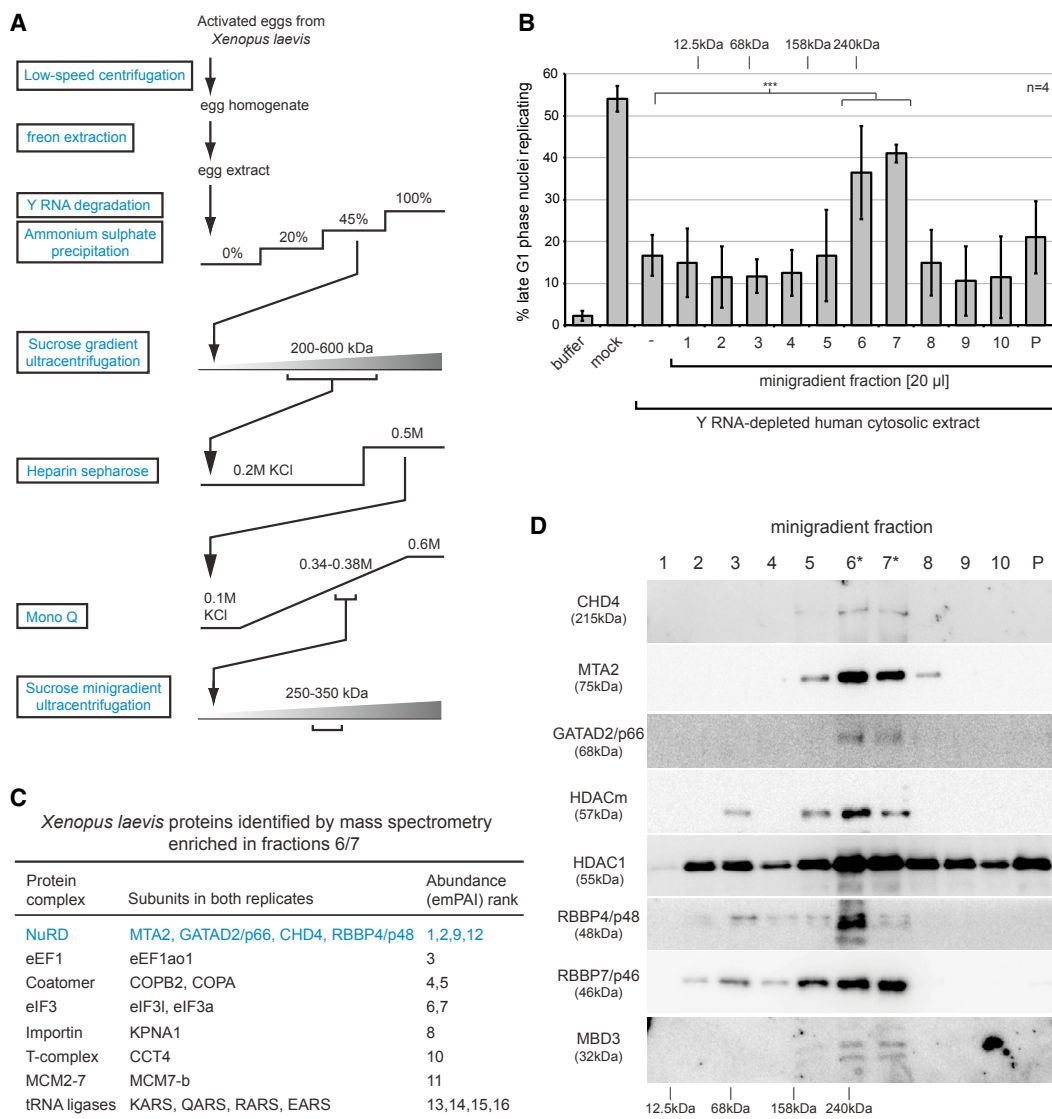 A
Activated eggs from
Xenopus laevis
Low-speed centrifugation
egg homogenate
freon extraction
egg extract
Y RNA degradation
Ammonium sulphate
precipitation
0%
20%
45%
100%
Sucrose gradient
ultracentrifugation
200-600 kDa
Heparin sepharose
0.2M KCl
0.5M
Mono Q
0.1M
KCl
0.34-0.38M
0.6M
Sucrose minigradient
ultracentrifugation
250-350 kDa
B
12.5kDa 68kDa 158kDa 240kDa
% late G1 phase nuclei replicating
60
50
40
30
20
10
0
***
n=4
buffer mock - 1 2 3 4 5 6 7 8 9 10 P
minigradient fraction [20 µl]
Y RNA-depleted human cytosolic extract
C
Xenopus laevis proteins identified by mass spectrometry
enriched in fractions 6/7
Protein
complex
Subunits in both replicates
Abundance
(emPAI) rank
NuRD MTA2, GATAD2/p66, CHD4, RBBP4/p48 1,2,9,12
eEF1 eEF1ao1 3
Coatomer COPB2, COPA 4,5
eIF3 eIF3l, eIF3a 6,7
Importin KPNA1 8
T-complex CCT4 10
MCM2-7 MCM7-b 11
tRNA ligases KARS, QARS, RARS, EARS 13,14,15,16
D
minigradient fraction
1 2 3 4 5 6* 7* 8 9 10 P
CHD4
(215kDa)
MTA2
(75kDa)
GATAD2/p66
(68kDa)
HDACm
(57kDa)
HDAC1
(55kDa)
RBBP4/p48
(48kDa)
RBBP7/p46
(46kDa)
MBD3
(32kDa)
12.5kDa 68kDa 158kDa 240kDa